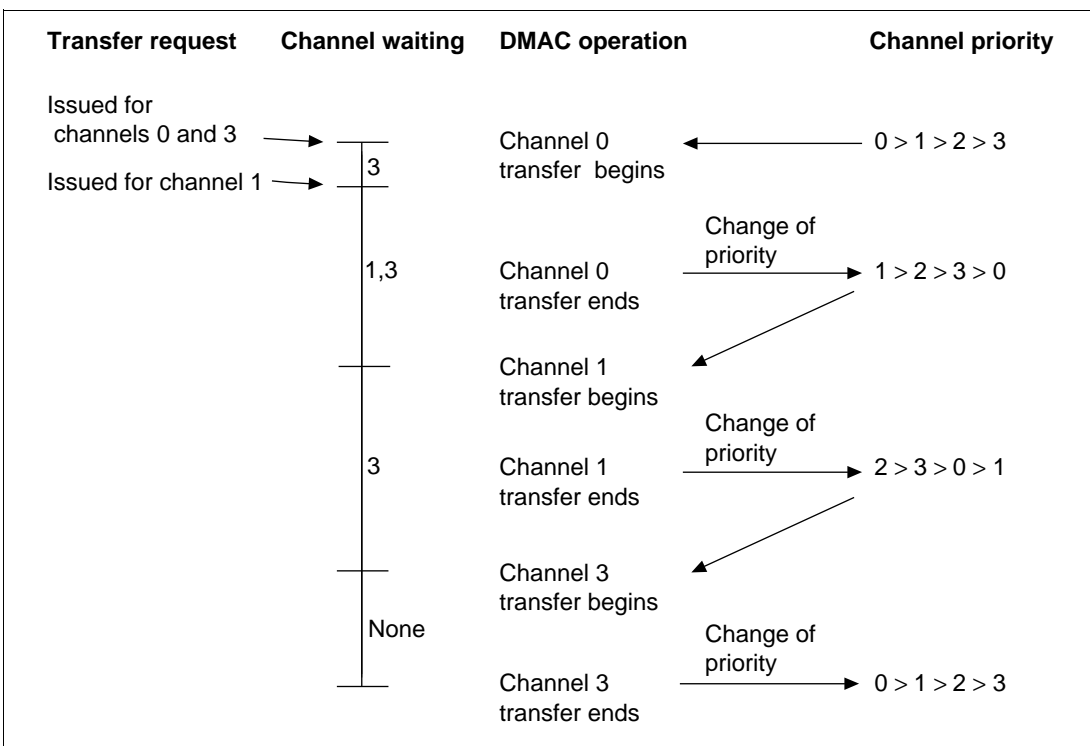 Transfer request Channel waiting DMAC operation Channel priority
Issued for
channels 0 and 3
Channel 0
transfer begins
0 > 1 > 2 > 3
3
Issued for channel 1
Change of
priority
1,3
Channel 0
transfer ends
1 > 2 > 3 > 0
Channel 1
transfer begins
Change of
priority
3
Channel 1
transfer ends
2 > 3 > 0 > 1
Channel 3
transfer begins
None
Change of
priority
Channel 3
transfer ends
0 > 1 > 2 > 3